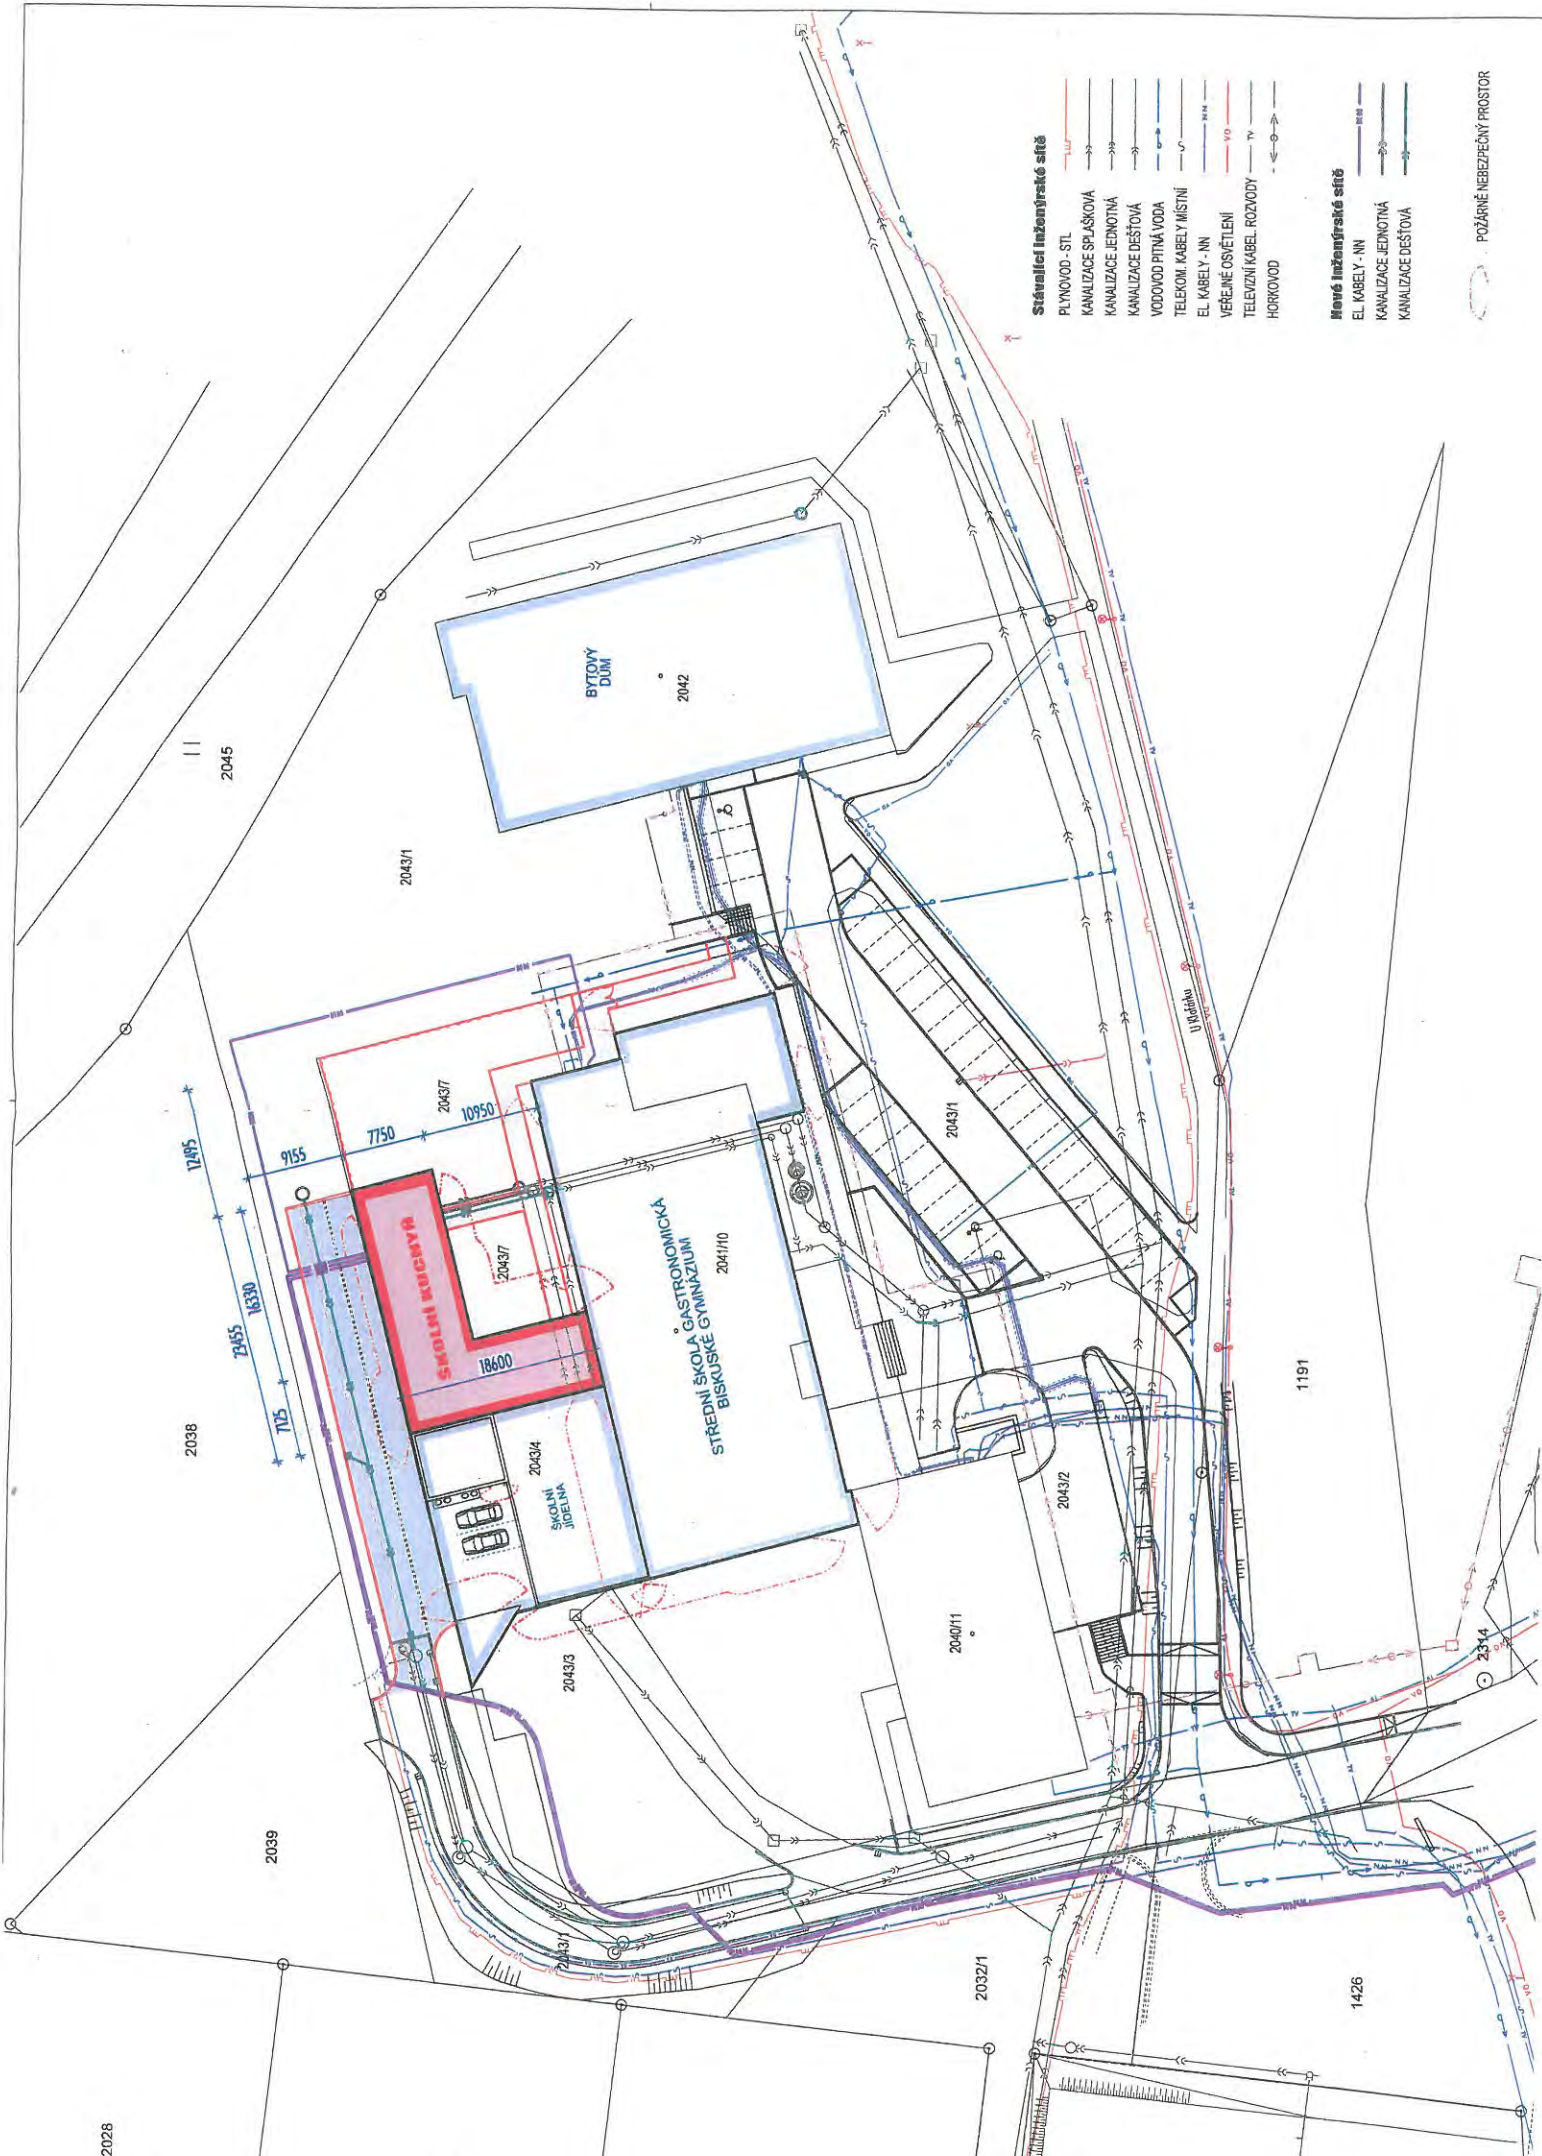 2045
2038
2039
2028
2043/1
12495
9155
7750
10950
2043/7
23455
16330
7125
ŠKOLNÍ KUCHYŇ
18600
2043/7
BYTOVÝ
DŮM
2042
STŘEDNÍ ŠKOLA GASTRONOMICKÁ
BISKUSKÉ GYMNÁZIUM
2041/10
2043/4
ŠKOLNÍ
JÍDELNA
2043/3
2043/1
2040/11
2043/2
2043/1
U Kláfárku
1191
2314
2032/1
1426
Stávající inženýrské sítě
PLYNOVOD - STL
KANALIZACE SPLAŠKOVÁ
KANALIZACE JEDNOTNÁ
KANALIZACE DEŠŤOVÁ
VODOVOD PITNÁ VODA
TELEKOM. KABELY MÍSTNÍ
EL. KABELY - NN
VEŘEJNÉ OSVĚTLENÍ
TELEVIZNÍ KABEL. ROZVODY
HORKOVOD
Nové inženýrské sítě
EL. KABELY - NN
KANALIZACE JEDNOTNÁ
KANALIZACE DEŠŤOVÁ
POŽÁRNĚ NEBEZPEČNÝ PROSTOR